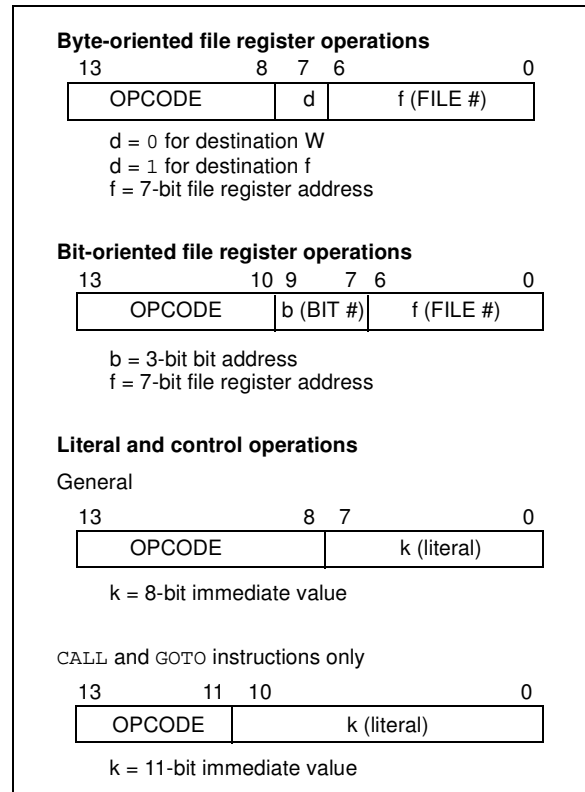 Byte-oriented file register operations
13 8 7 6 0
OPCODE d f (FILE #)
d = 0 for destination W
d = 1 for destination f
f = 7-bit file register address
Bit-oriented file register operations
13 10 9 7 6 0
OPCODE b (BIT #) f (FILE #)
b = 3-bit bit address
f = 7-bit file register address
Literal and control operations
General
13 8 7 0
OPCODE k (literal)
k = 8-bit immediate value
CALL and GOTO instructions only
13 11 10 0
OPCODE k (literal)
k = 11-bit immediate value